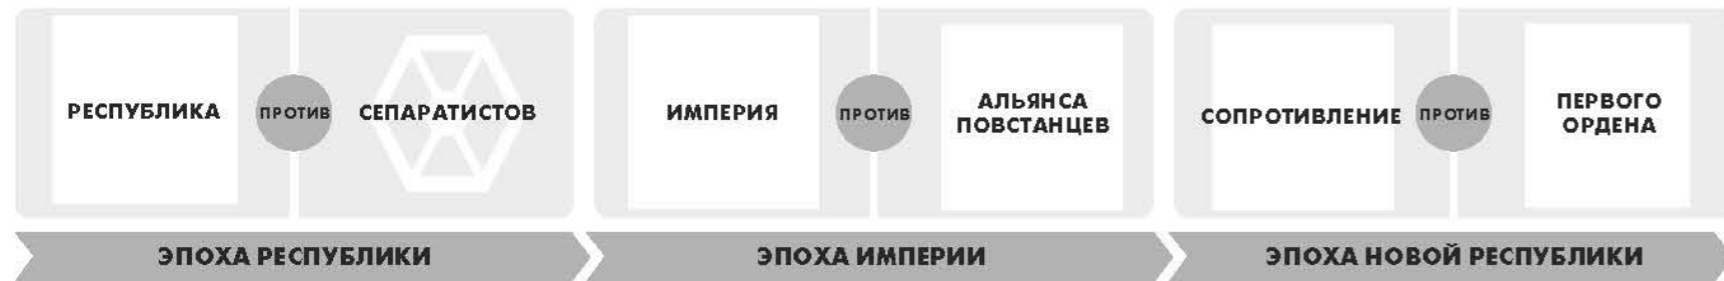 РЕСПУБЛИКА
ПРОТИВ
СЕПАРАТИСТОВ
ИМПЕРИЯ
ПРОТИВ
АЛЬЯНСА
ПОВСТАНЦЕВ
СОПРОТИВЛЕНИЕ
ПРОТИВ
ПЕРВОГО
ОРДЕНА
ЭПОХА РЕСПУБЛИКИ
ЭПОХА ИМПЕРИИ
ЭПОХА НОВОЙ РЕСПУБЛИКИ